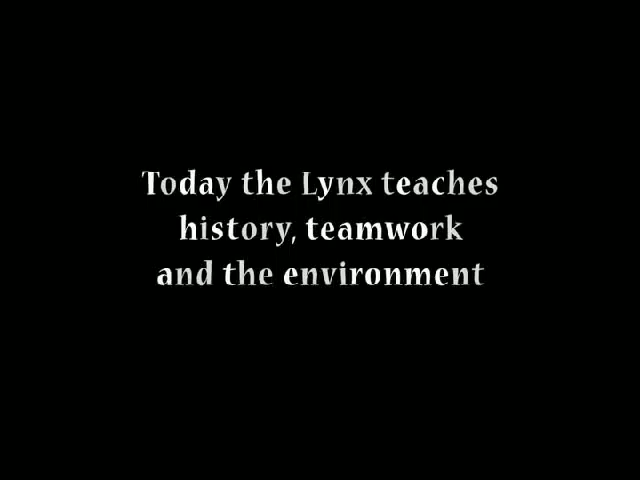 Today the Lynx teaches
history, teamwork
and the environment